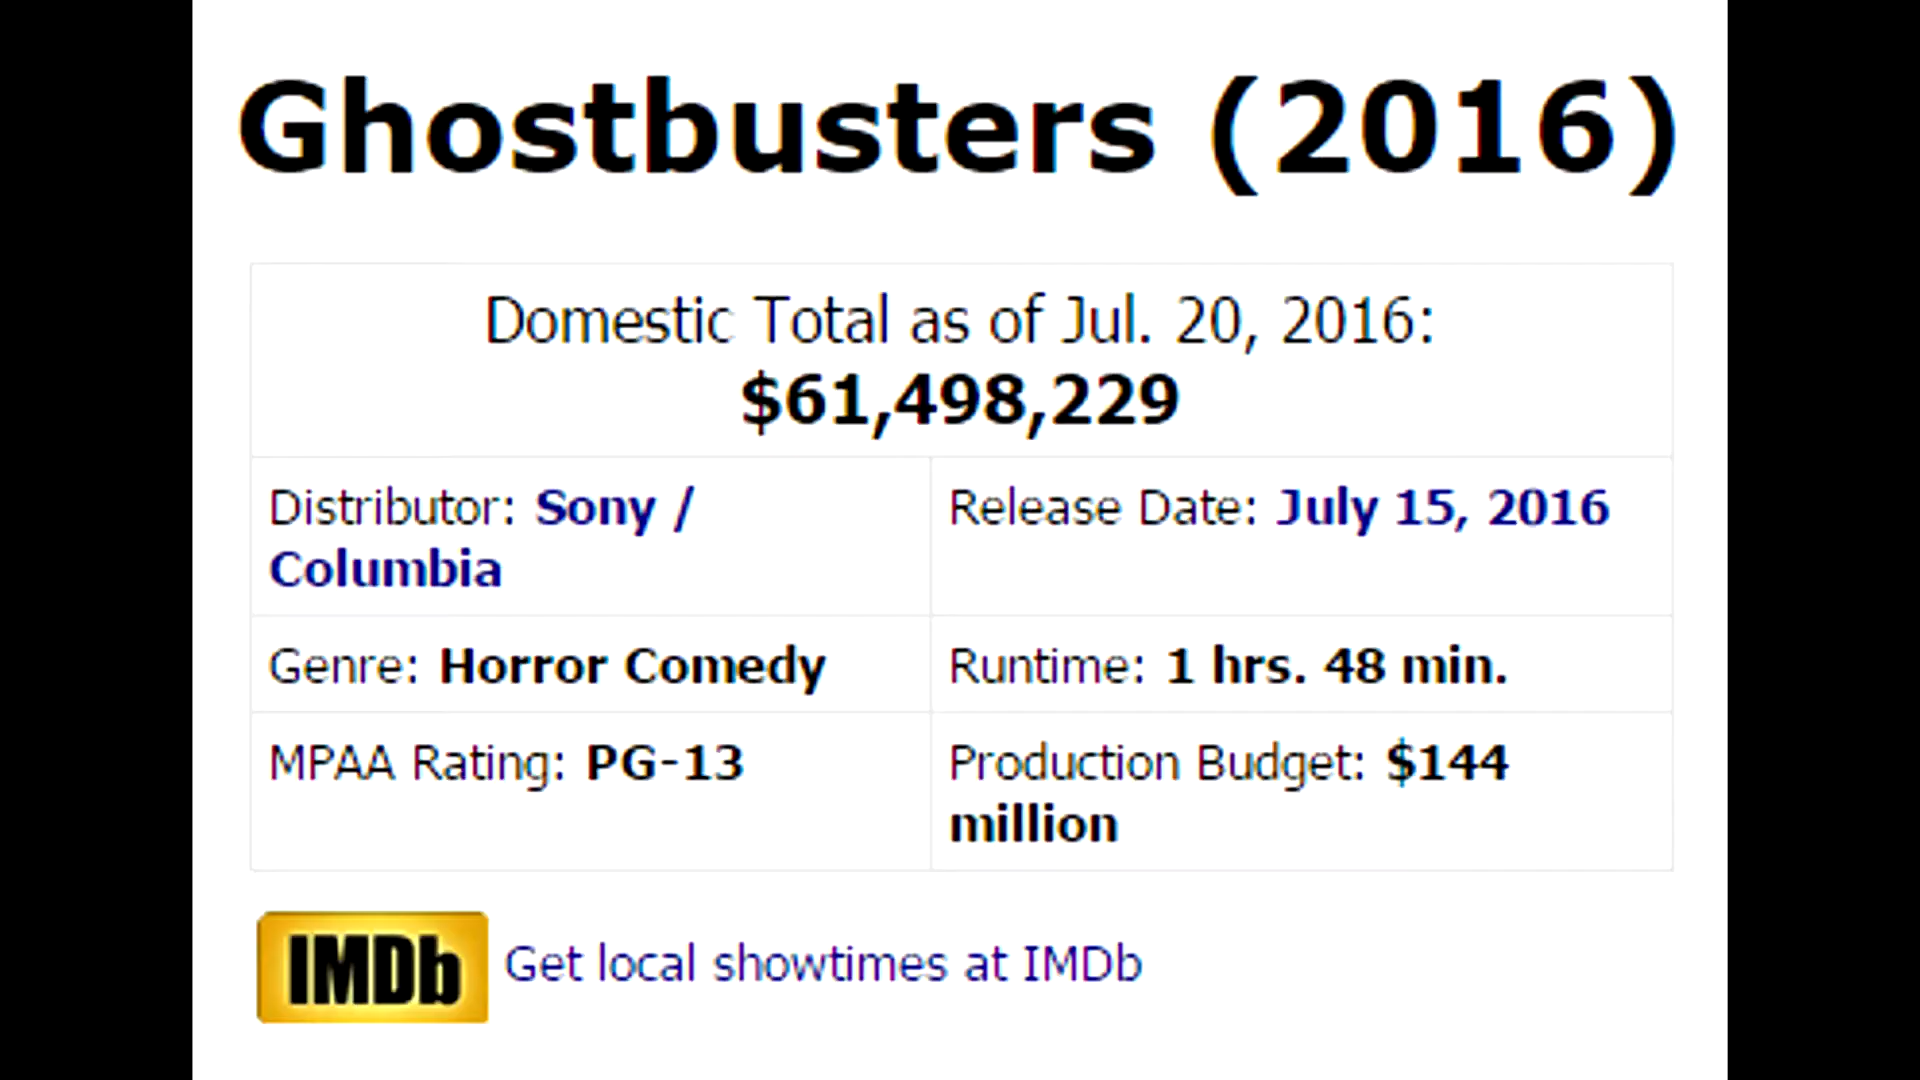 Ghostbusters (2016)
Domestic Total as of Jul. 20, 2016:
$61,498,229
Distributor: Sony /
Columbia
Release Date: July 15, 2016
Genre: Horror Comedy
Runtime: 1 hrs. 48 min.
MPAA Rating: PG-13
Production Budget: $144
million
IMDb Get local showtimes at IMDb